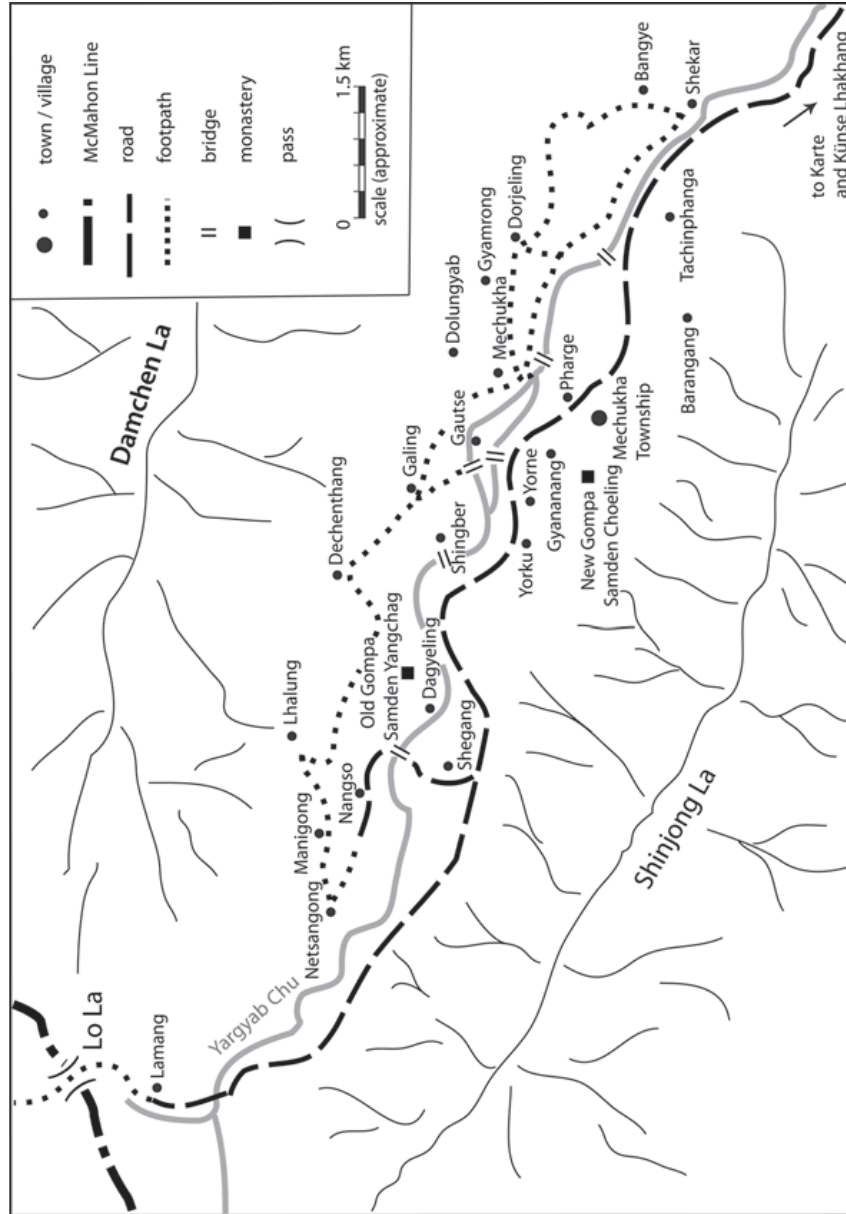 town / village
McMahon Line
road
footpath
bridge
monastery
pass
0
1.5 km
scale (approximate)
Damchen La
Lo La
Lamang
Yargyab Chu
Netsangong
Manigong
Lhalung
Nangso
Old Gompa
Samden Yangchag
Dagyeling
Shegang
Dechenthang
Galing
Shingber
Gautse
Dolungyab
Mechukha
Gyamrong
Dorjeling
Bangye
Shekar
Yorku
Yorne
Gyananang
New Gompa
Samden Choeling
Pharge
Mechukha
Township
Barangang
Tachinphanga
to Karte
and Künse Lhakhang
Shinjong La